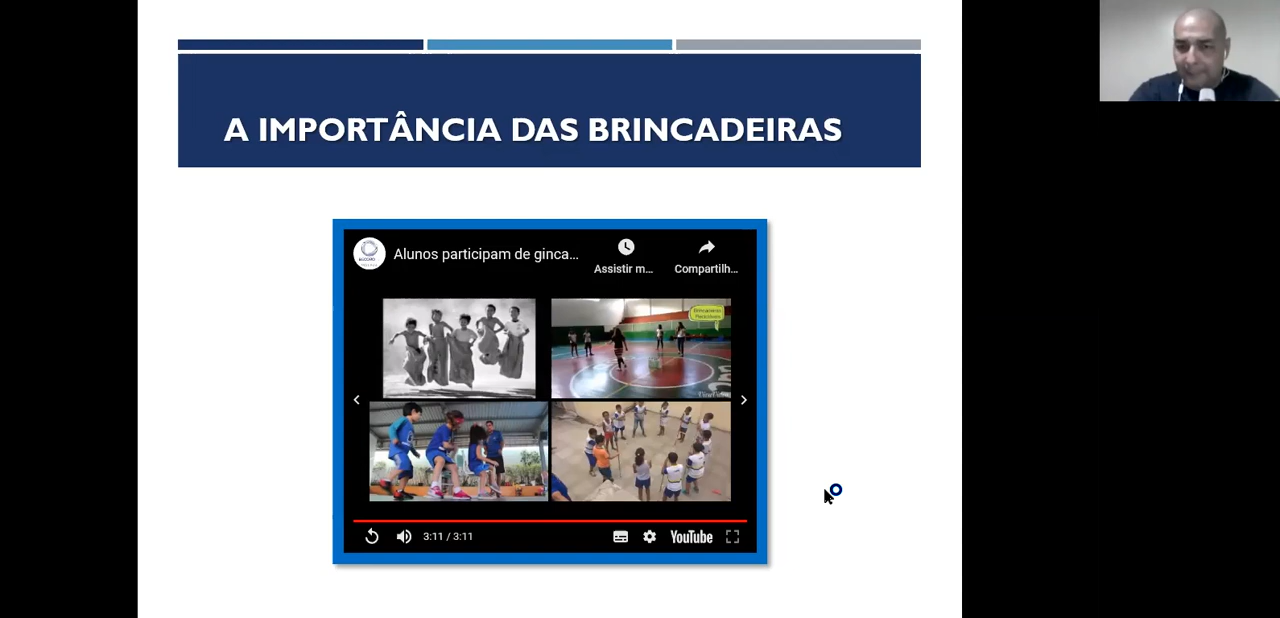 A IMPORTÂNCIA DAS BRINCADEIRAS
Alunos participam de ginca...
Assistir m...
Compartilh...
3:11 / 3:11
YouTube